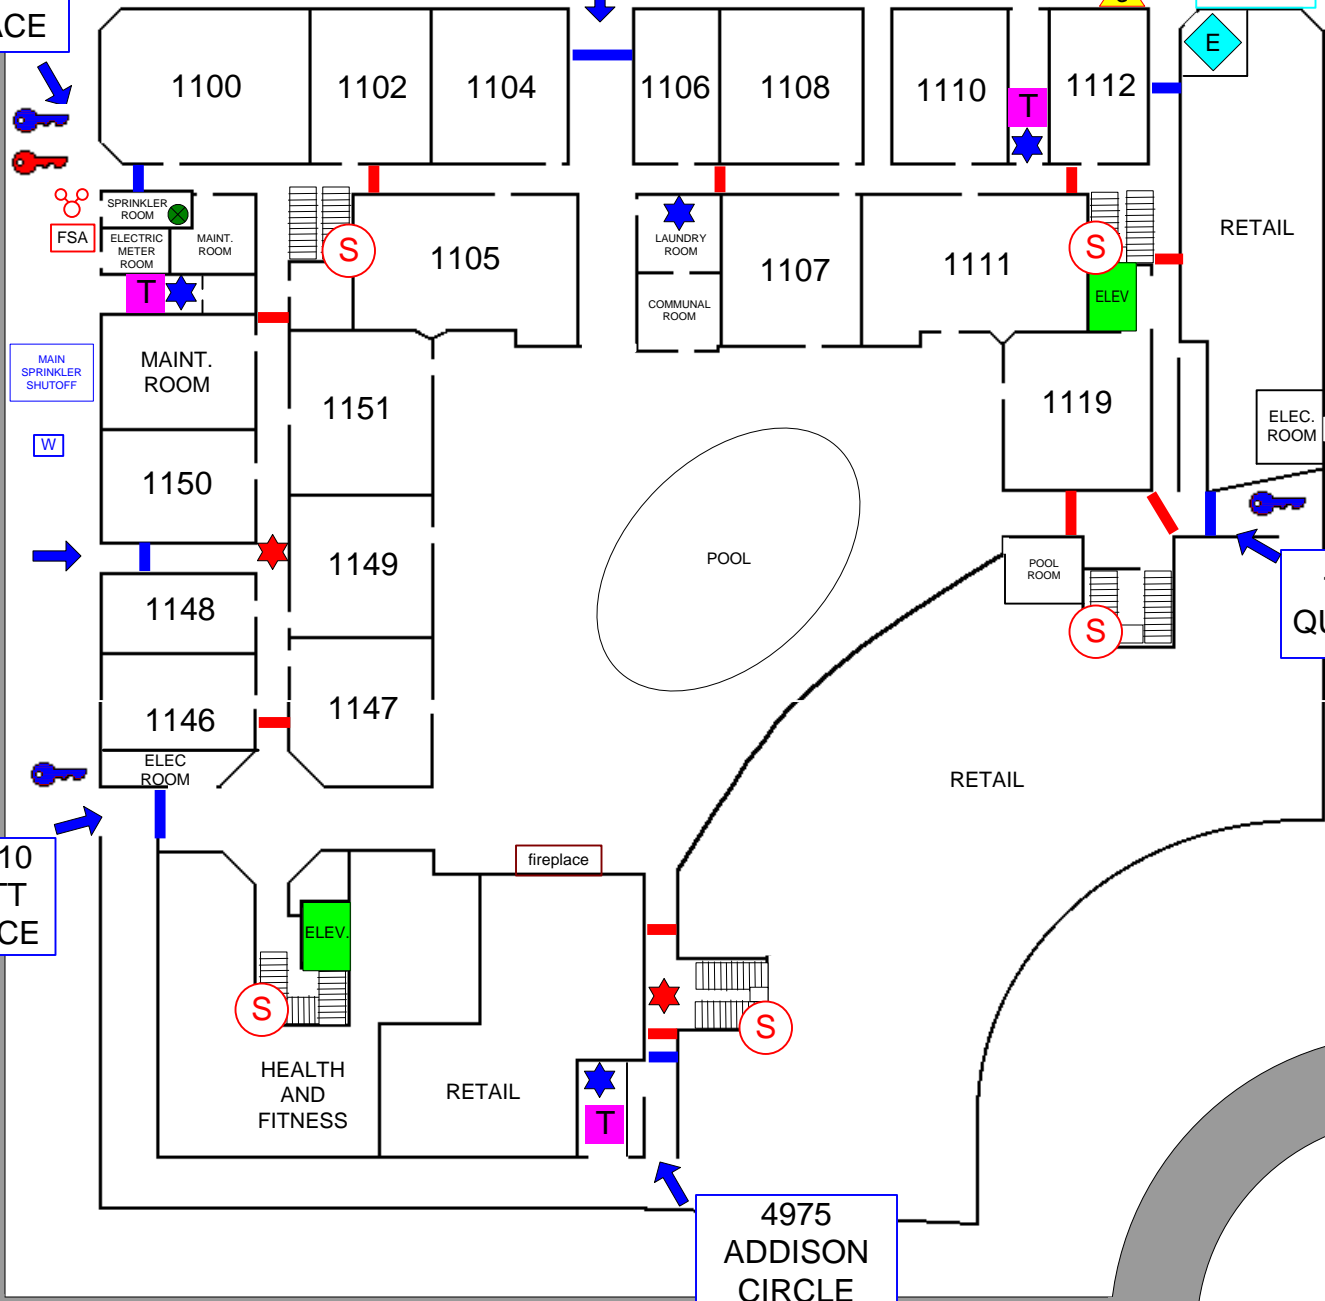 ACE
E
1100
1102
1104
1106
1108
1110
T
1112
SPRINKLER
ROOM
FSA
ELECTRIC
METER
ROOM
MAINT.
ROOM
S
1105
LAUNDRY
ROOM
COMMUNAL
ROOM
1107
1111
S
ELEV
RETAIL
T
MAIN
SPRINKLER
SHUTOFF
MAINT.
ROOM
1151
1119
ELEC.
ROOM
W
1150
1149
POOL
POOL
ROOM
S
QU
1148
1146
1147
ELEC
ROOM
RETAIL
10
TT
CE
fireplace
ELEV.
S
S
HEALTH
AND
FITNESS
RETAIL
T
4975
ADDISON
CIRCLE